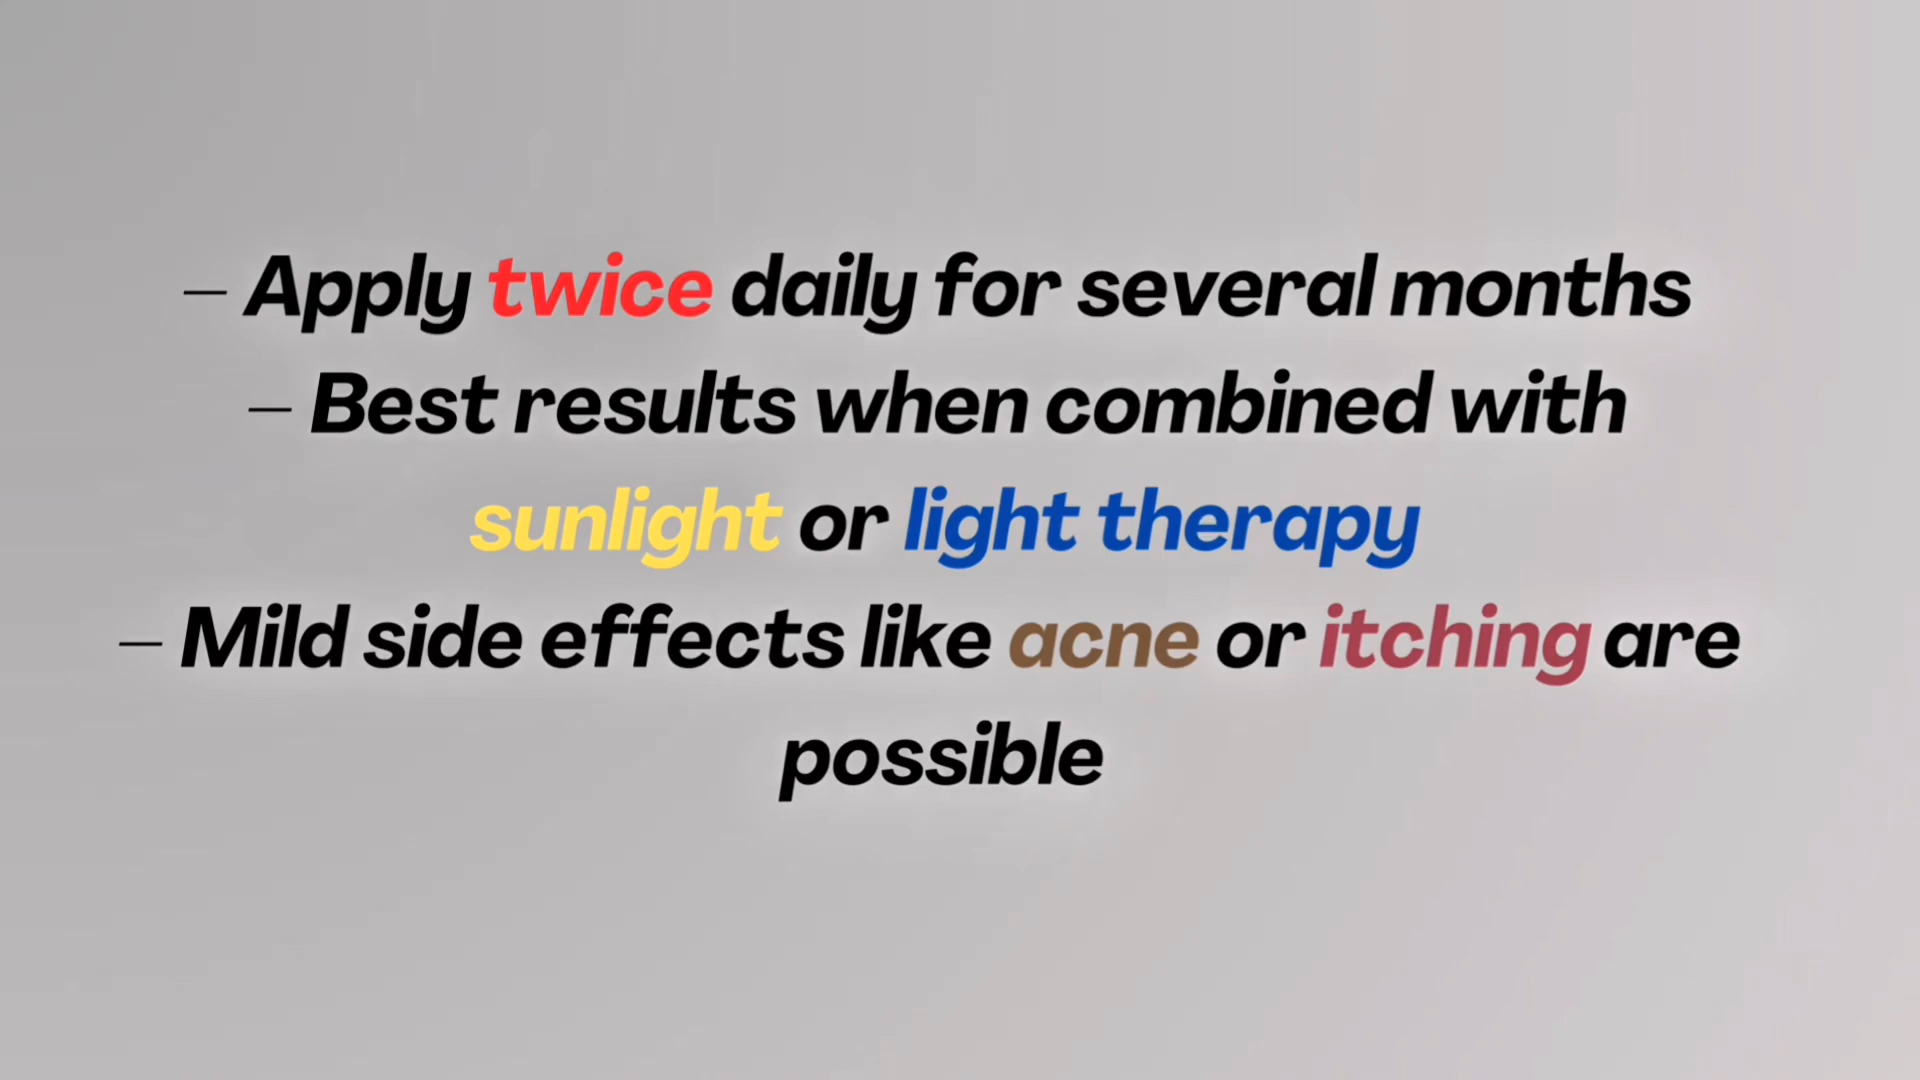 – Apply twice daily for several months
– Best results when combined with
sunlight or light therapy
– Mild side effects like acne or itching are
possible